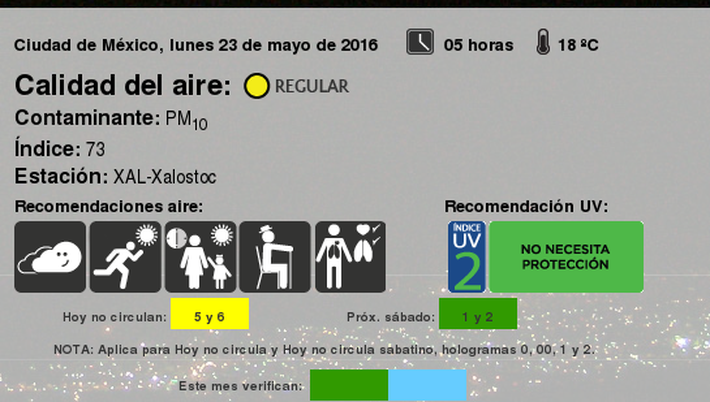 Ciudad de México, lunes 23 de mayo de 2016 05 horas 18 ºC
Calidad del aire: REGULAR
Contaminante: PM10
Índice: 73
Estación: XAL-Xalostoc
Recomendaciones aire: Recomendación UV:
ÍNDICE
UV
2
NO NECESITA
PROTECCIÓN
Hoy no circulan: 5 y 6 Próx. sábado: 1 y 2
NOTA: Aplica para Hoy no circula y Hoy no circula sabatino, hologramas 0, 00, 1 y 2.
Este mes verifican: